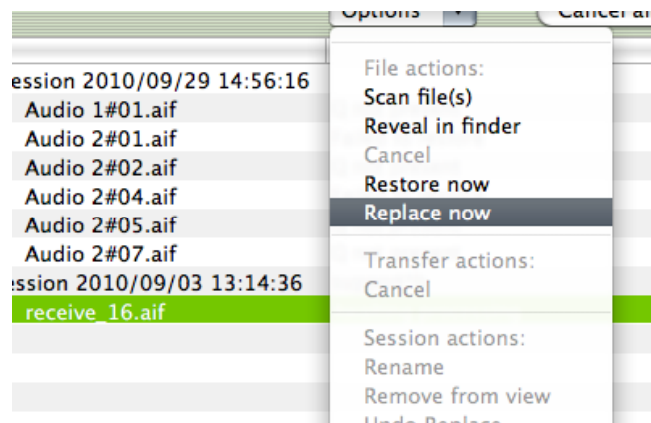 Options
Cancel
ession 2010/09/29 14:56:16
Audio 1#01.aif
Audio 2#01.aif
Audio 2#02.aif
Audio 2#04.aif
Audio 2#05.aif
Audio 2#07.aif
ession 2010/09/03 13:14:36
receive_16.aif
File actions:
Scan file(s)
Reveal in finder
Cancel
Restore now
Replace now
Transfer actions:
Cancel
Session actions:
Rename
Remove from view
Undo Replace